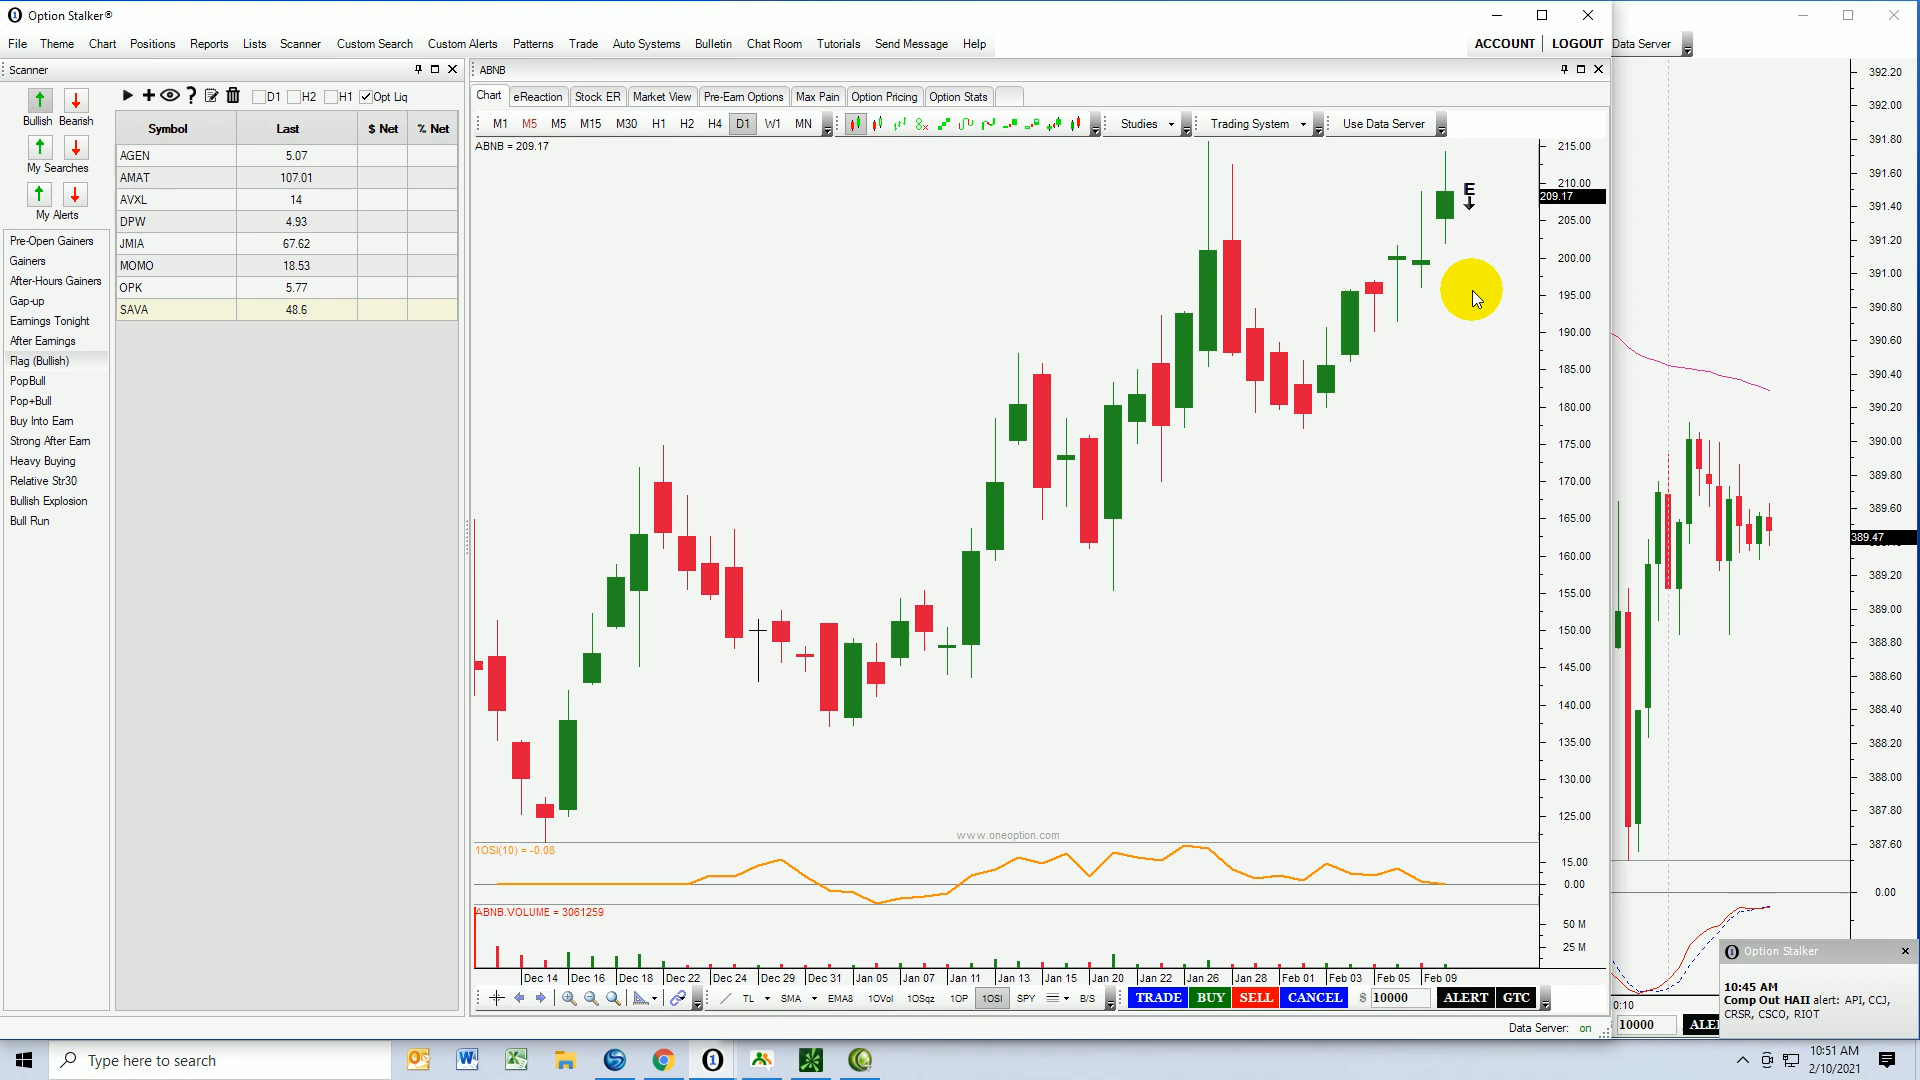 Option Stalker®
File Theme Chart Positions Reports Lists Scanner Custom Search Custom Alerts Patterns Trade Auto Systems Bulletin Chat Room Tutorials Send Message Help ACCOUNT LOGOUT Data Server
Scanner
ABNB
D1 H2 H1 Opt Liq
Chart eReaction Stock ER Market View Pre-Earn Options Max Pain Option Pricing Option Stats
Bullish Bearish
My Searches
My Alerts
M1 M5 M5 M15 M30 H1 H2 H4 D1 W1 MN Studies Trading System Use Data Server
Symbol Last $ Net % Net
AGEN 5.07
AMAT 107.01
AVXL 14
DPW 4.93
JMIA 67.62
MOMO 18.53
OPK 5.77
SAVA 48.6
Pre-Open Gainers
Gainers
After-Hours Gainers
Gap-up
Earnings Tonight
After Earnings
Flag (Bullish)
PopBull
Pop+Bull
Buy Into Earn
Strong After Earn
Heavy Buying
Relative Str30
Bullish Explosion
Bull Run
ABNB = 209.17
E
215.00
210.00
209.17
205.00
200.00
195.00
190.00
185.00
180.00
175.00
170.00
165.00
160.00
155.00
150.00
145.00
140.00
135.00
130.00
125.00
www.oneoption.com
1OSI(10) = -0.08
15.00
0.00
ABNB.VOLUME = 3061259
50 M
25 M
Dec 14 Dec 16 Dec 18 Dec 22 Dec 24 Dec 29 Dec 31 Jan 05 Jan 07 Jan 11 Jan 13 Jan 15 Jan 20 Jan 22 Jan 26 Jan 28 Feb 01 Feb 03 Feb 05 Feb 09
TL SMA EMA8 1OVol 1OSqz 1OP 1OSI SPY B/S TRADE BUY SELL CANCEL $ 10000 ALERT GTC
Data Server: on
392.20
392.00
391.80
391.60
391.40
391.20
391.00
390.80
390.60
390.40
390.20
390.00
389.80
389.60
389.47
389.20
389.00
388.80
388.60
388.40
388.20
388.00
387.80
387.60
0.00
0:10
10000 ALE
Option Stalker
10:45 AM
Comp Out HAII alert: API, CCJ,
CRSR, CSCO, RIOT
Type here to search
10:51 AM
2/10/2021